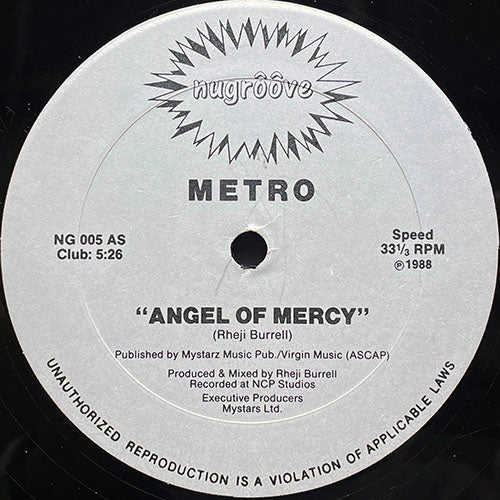 nugrôôve
METRO
NG 005 AS
Club: 5:26
Speed
33⅓ RPM
℗ 1988
"ANGEL OF MERCY"
(Rheji Burrell)
Published by Mystarz Music Pub./Virgin Music (ASCAP)
Produced & Mixed by Rheji Burrell
Recorded at NCP Studios
Executive Producers
Mystars Ltd.
UNAUTHORIZED REPRODUCTION IS A VIOLATION OF APPLICABLE LAWS